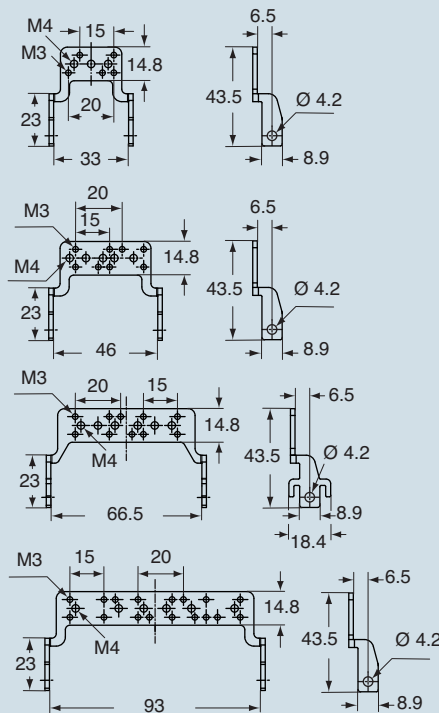 M4 15 6.5
M3 14.8 43.5 Ø 4.2
23 20
33 8.9
20 6.5
M3 15
M4 14.8 43.5 Ø 4.2
23
46 8.9
M3 20 15 6.5
14.8 43.5 Ø 4.2
23 M4
66.5 8.9
18.4
M3 15 20 6.5
14.8 43.5
23 M4 Ø 4.2
93 8.9